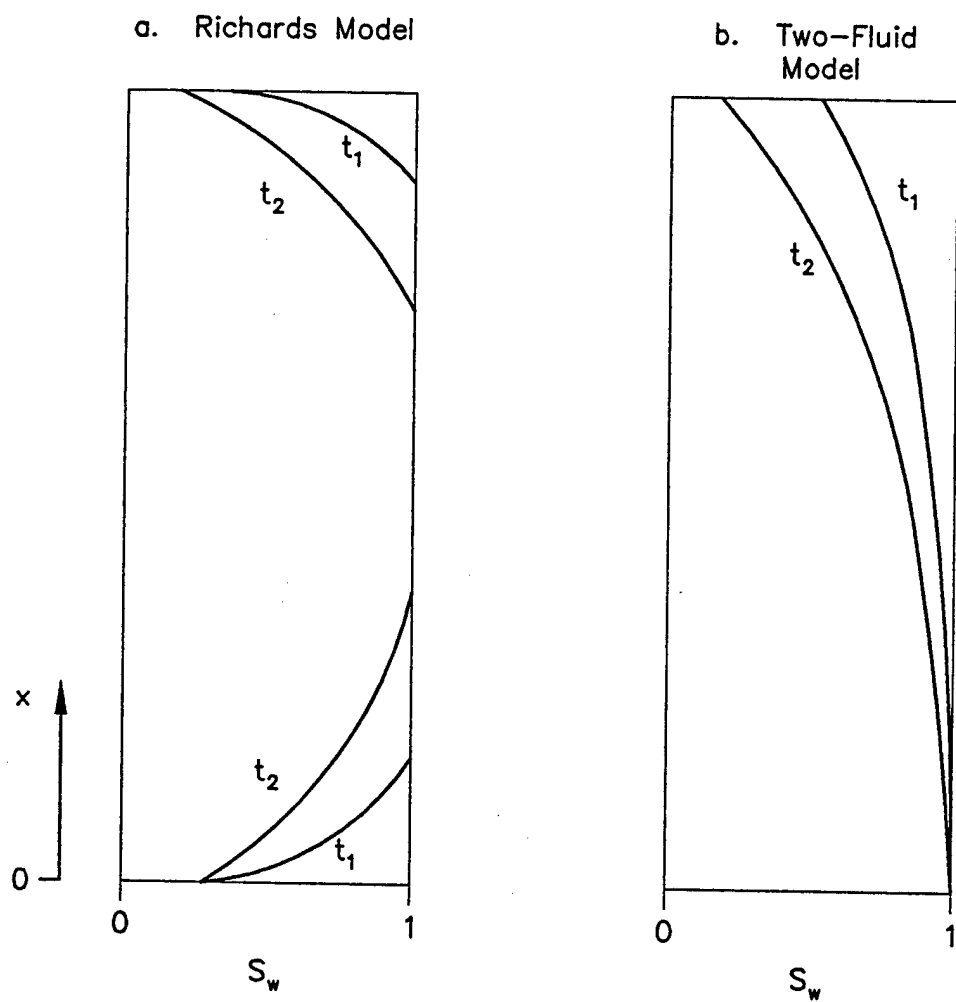 a. Richards Model
b. Two-Fluid
Model
t1
t2
t1
t2
x
t2
t1
0
0
1
0
1
Sw
Sw